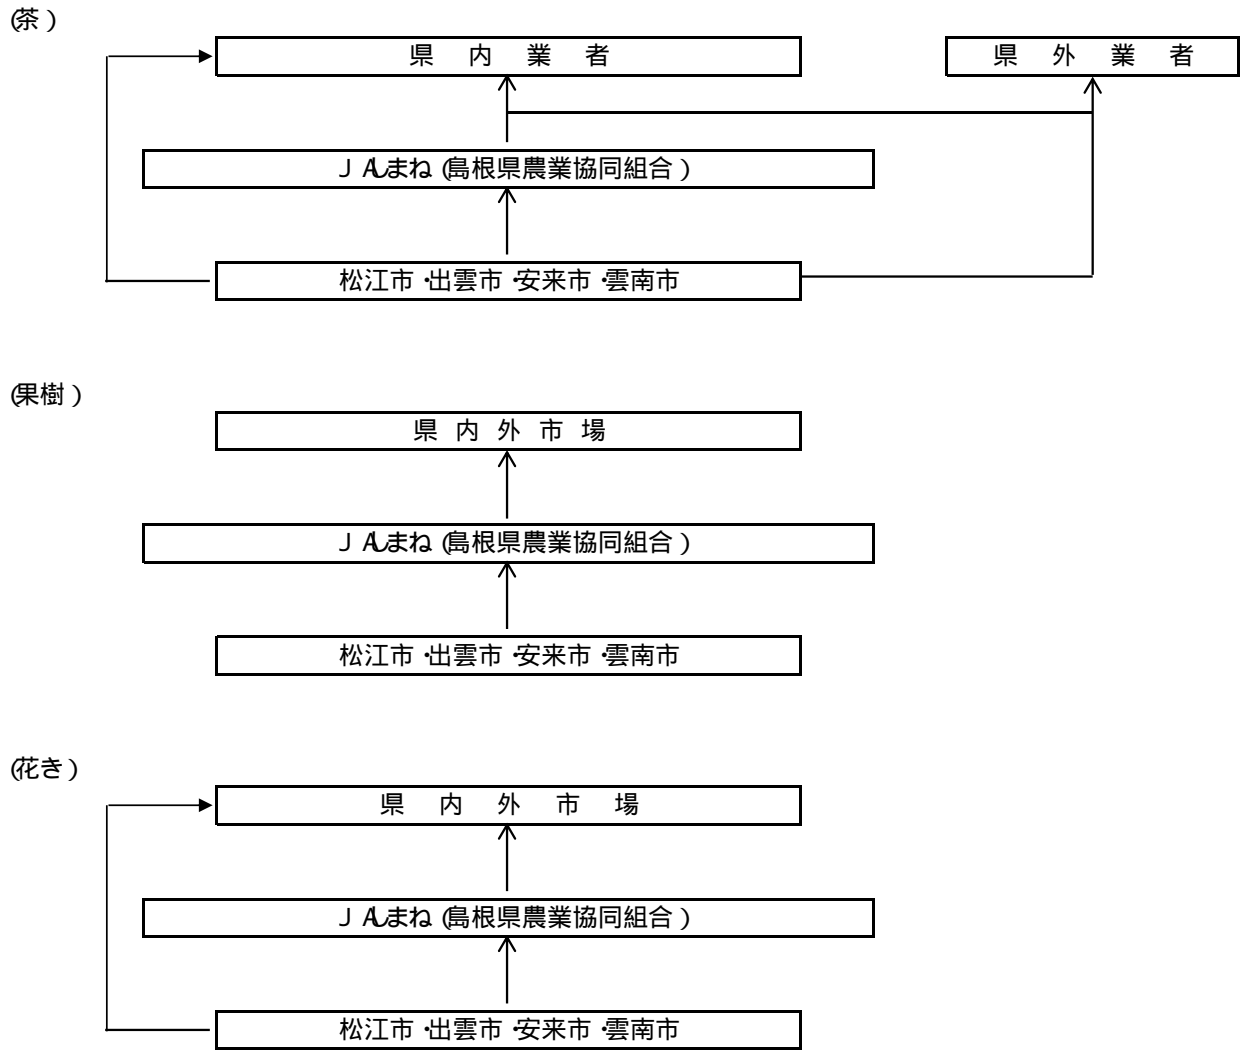 (茶)
県内業者
県外業者
JAしまね(島根県農業協同組合)
松江市・出雲市・安来市・雲南市
(果樹)
県内外市場
JAしまね(島根県農業協同組合)
松江市・出雲市・安来市・雲南市
(花き)
県内外市場
JAしまね(島根県農業協同組合)
松江市・出雲市・安来市・雲南市